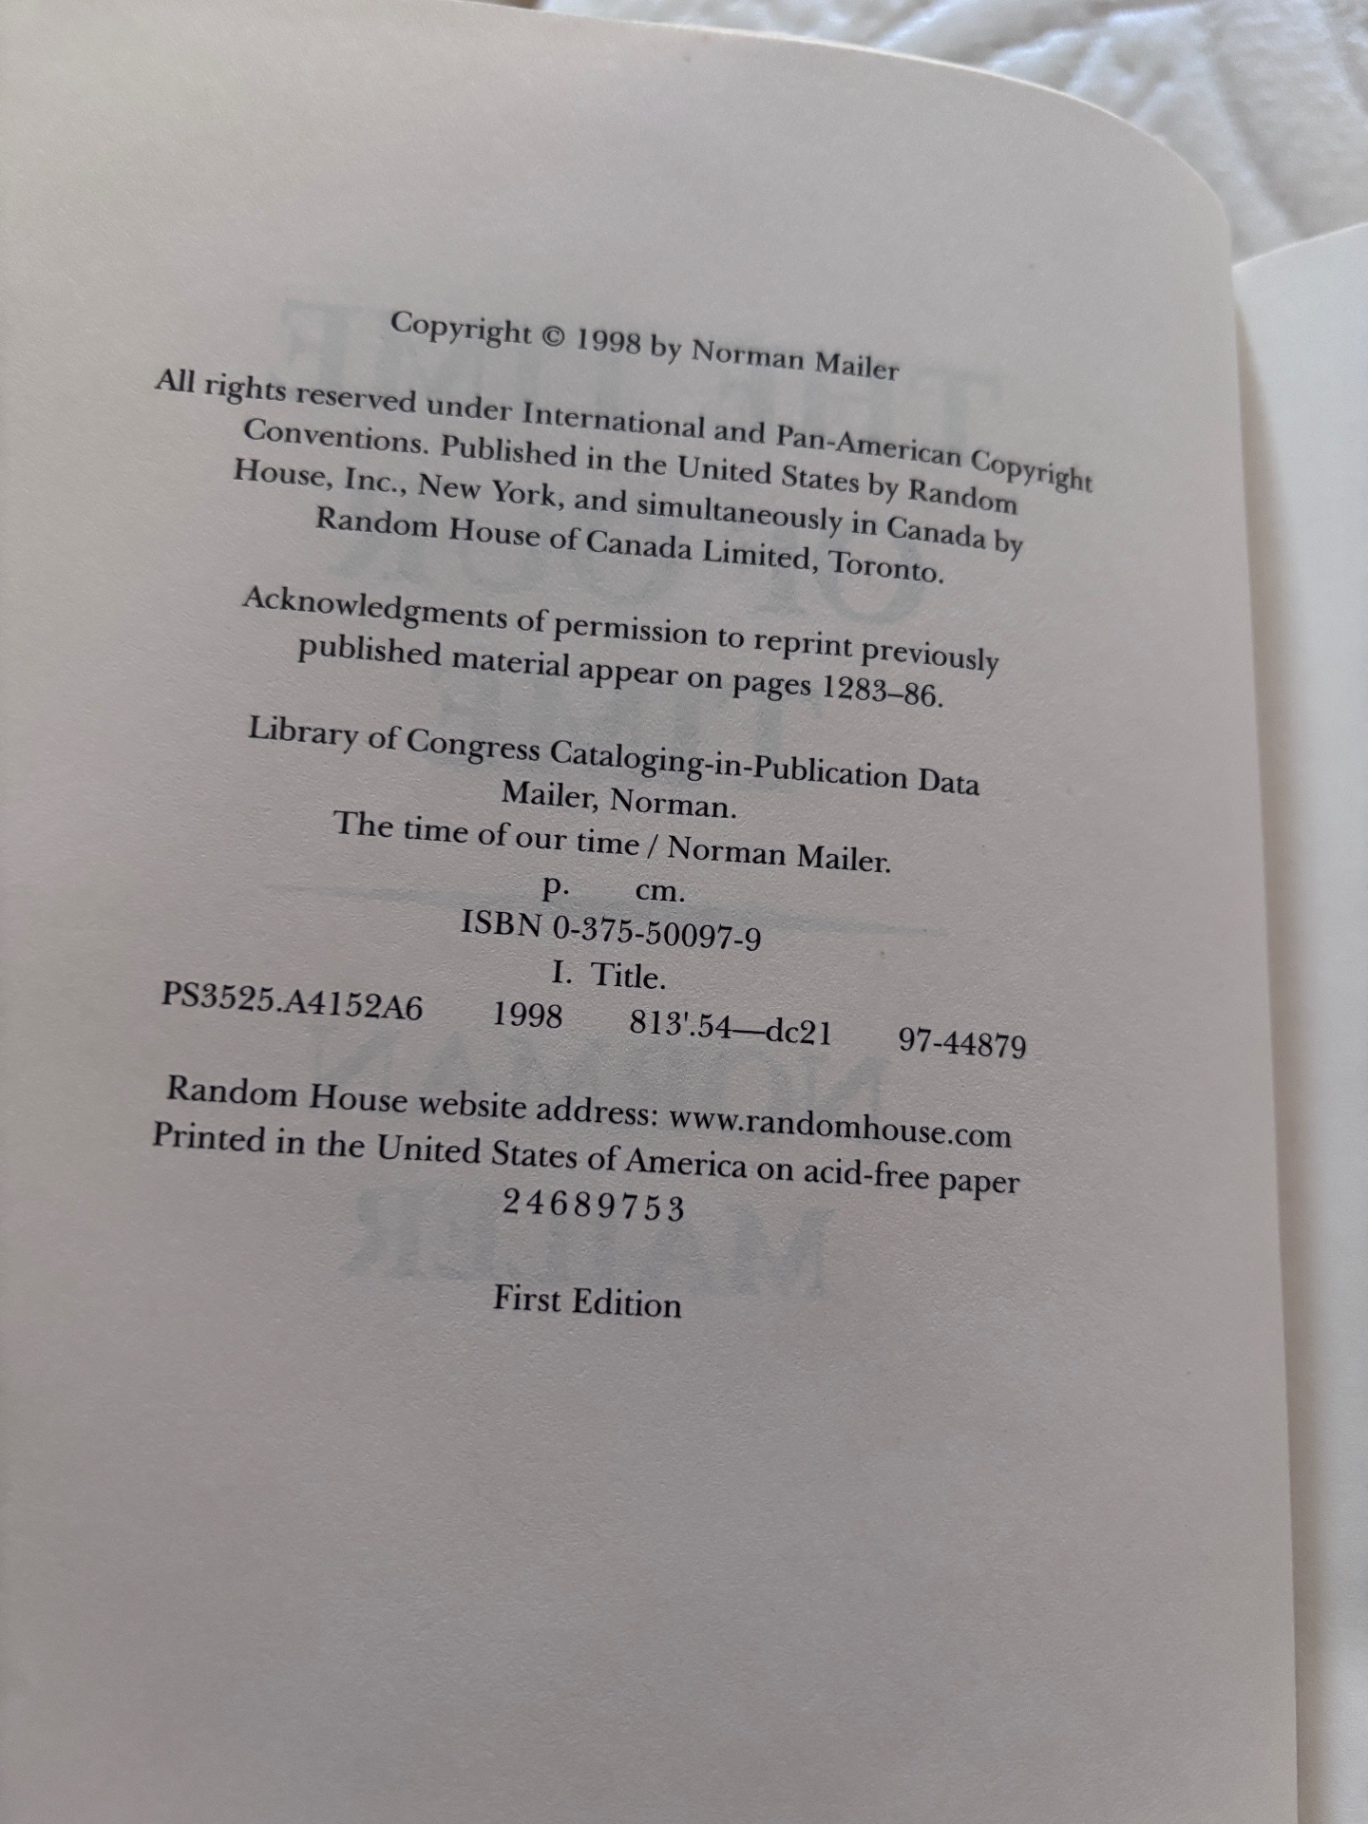 Copyright © 1998 by Norman Mailer
All rights reserved under International and Pan-American Copyright
Conventions. Published in the United States by Random
House, Inc., New York, and simultaneously in Canada by
Random House of Canada Limited, Toronto.
Acknowledgments of permission to reprint previously
published material appear on pages 1283–86.
Library of Congress Cataloging-in-Publication Data
Mailer, Norman.
The time of our time / Norman Mailer.
p. cm.
ISBN 0-375-50097-9
I. Title.
PS3525.A4152A6 1998 813'.54—dc21 97-44879
Random House website address: www.randomhouse.com
Printed in the United States of America on acid-free paper
24689753
First Edition